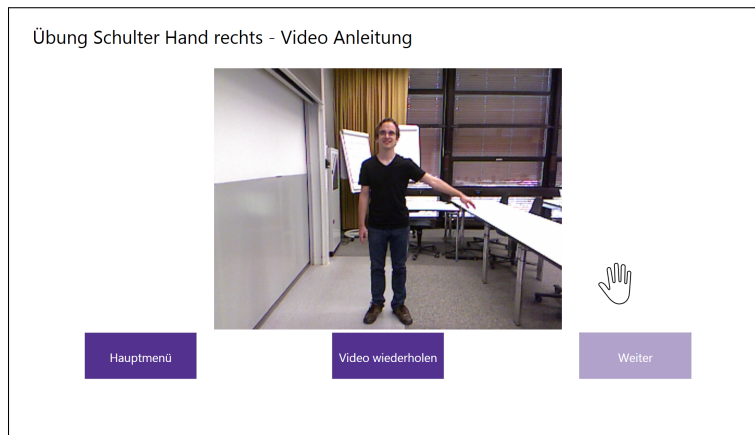 Übung Schulter Hand rechts - Video Anleitung
Hauptmenü
Video wiederholen
Weiter